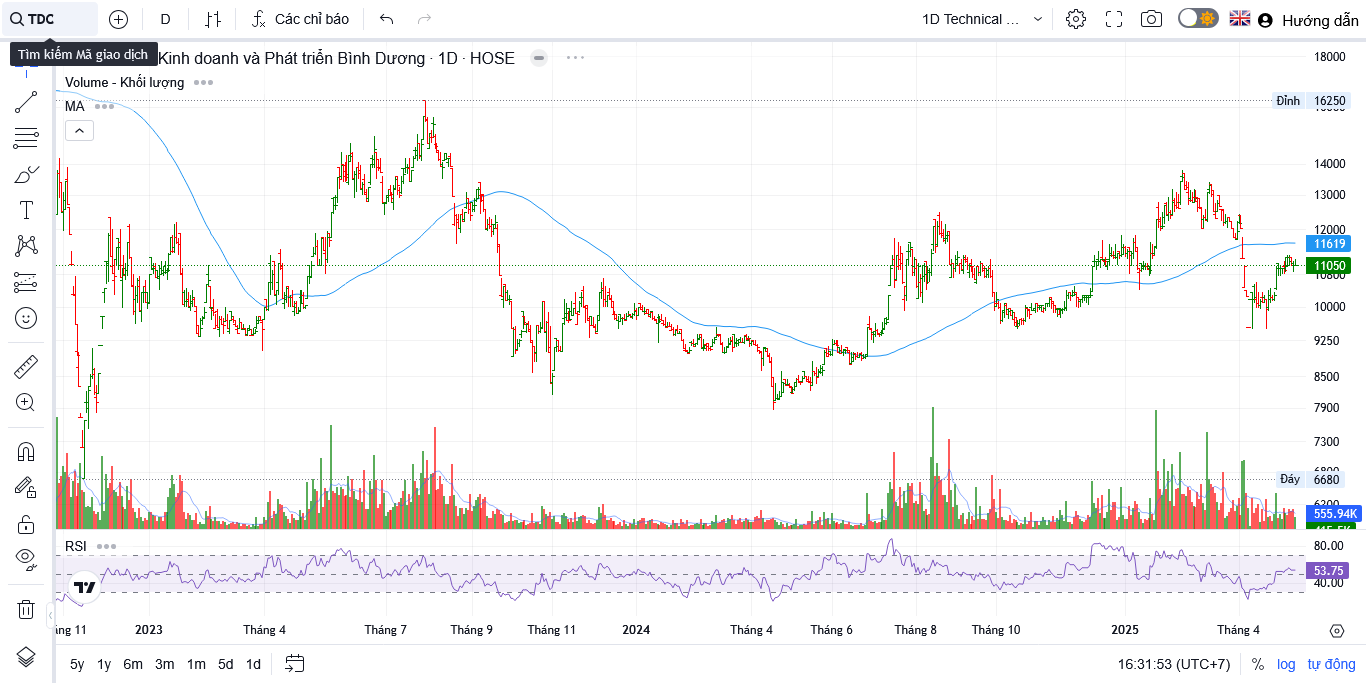 TDC
D
Các chỉ báo
1D Technical ...
Hướng dẫn
Tìm kiếm Mã giao dịch
Kinh doanh và Phát triển Bình Dương · 1D · HOSE
Volume - Khối lượng
MA
18000
Đỉnh 16250
14000
13000
12000
11619
11050
10000
9250
8500
7900
7300
Đáy 6680
6200
555.94K
RSI
80.00
53.75
40.00
ng 11 2023 Tháng 4 Tháng 7 Tháng 9 Tháng 11 2024 Tháng 4 Tháng 6 Tháng 8 Tháng 10 2025 Tháng 4
5y 1y 6m 3m 1m 5d 1d
16:31:53 (UTC+7) % log tự động